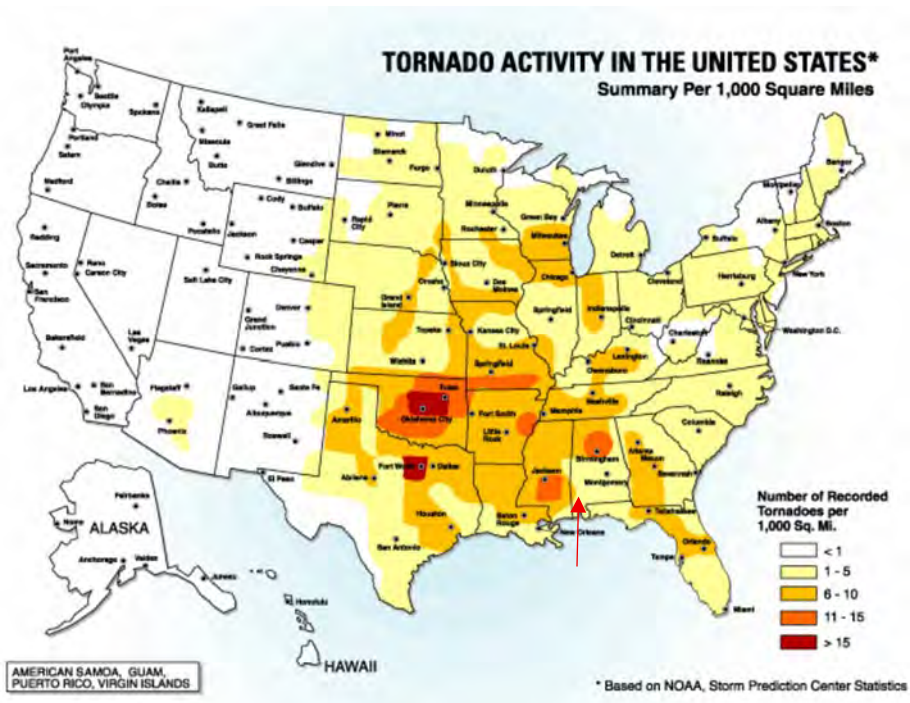 TORNADO ACTIVITY IN THE UNITED STATES*
Summary Per 1,000 Square Miles
Port
Angeles
Seattle
Olympia
Spokane
Portland
Salem
Medford
Kalispell
Great Falls
Missoula
Butte
Glendive
Billings
Challis
Boise
Pocatello
Cody
Buffalo
Jackson
Casper
Rock Springs
Cheyenne
Redding
Sacramento
San
Francisco
Reno
Carson City
Bakersfield
Las
Vegas
Los Angeles
San
Bernardino
San
Diego
Salt Lake City
Grand
Junction
Denver
Pueblo
Cortez
Flagstaff
Phoenix
Gallup
Santa Fe
Albuquerque
Roswell
El Paso
Minot
Bismarck
Fargo
Pierre
Rapid
City
Duluth
Minneapolis
Rochester
Green Bay
Milwaukee
Sioux City
Des
Moines
Omaha
Grand
Island
Topeka
Wichita
Kansas City
St. Louis
Springfield
Chicago
Springfield
Indianapolis
Detroit
Cleveland
Cincinnati
Lexington
Owensboro
Nashville
Memphis
Tulsa
Oklahoma City
Fort Smith
Little
Rock
Amarillo
Abilene
Fort Worth
Dallas
Houston
San Antonio
Baton
Rouge
New Orleans
Jackson
Birmingham
Montgomery
Atlanta
Macon
Savannah
Columbia
Raleigh
Roanoke
Charleston
Washington D.C.
Harrisburg
New York
Buffalo
Albany
Montpelier
Bangor
Boston
Tallahassee
Orlando
Tampa
Miami
Fairbanks
Nome
ALASKA
Anchorage
Valdez
Juneau
Honolulu
HAWAII
Number of Recorded
Tornadoes per
1,000 Sq. Mi.
< 1
1 - 5
6 - 10
11 - 15
> 15
AMERICAN SAMOA, GUAM,
PUERTO RICO, VIRGIN ISLANDS
* Based on NOAA, Storm Prediction Center Statistics